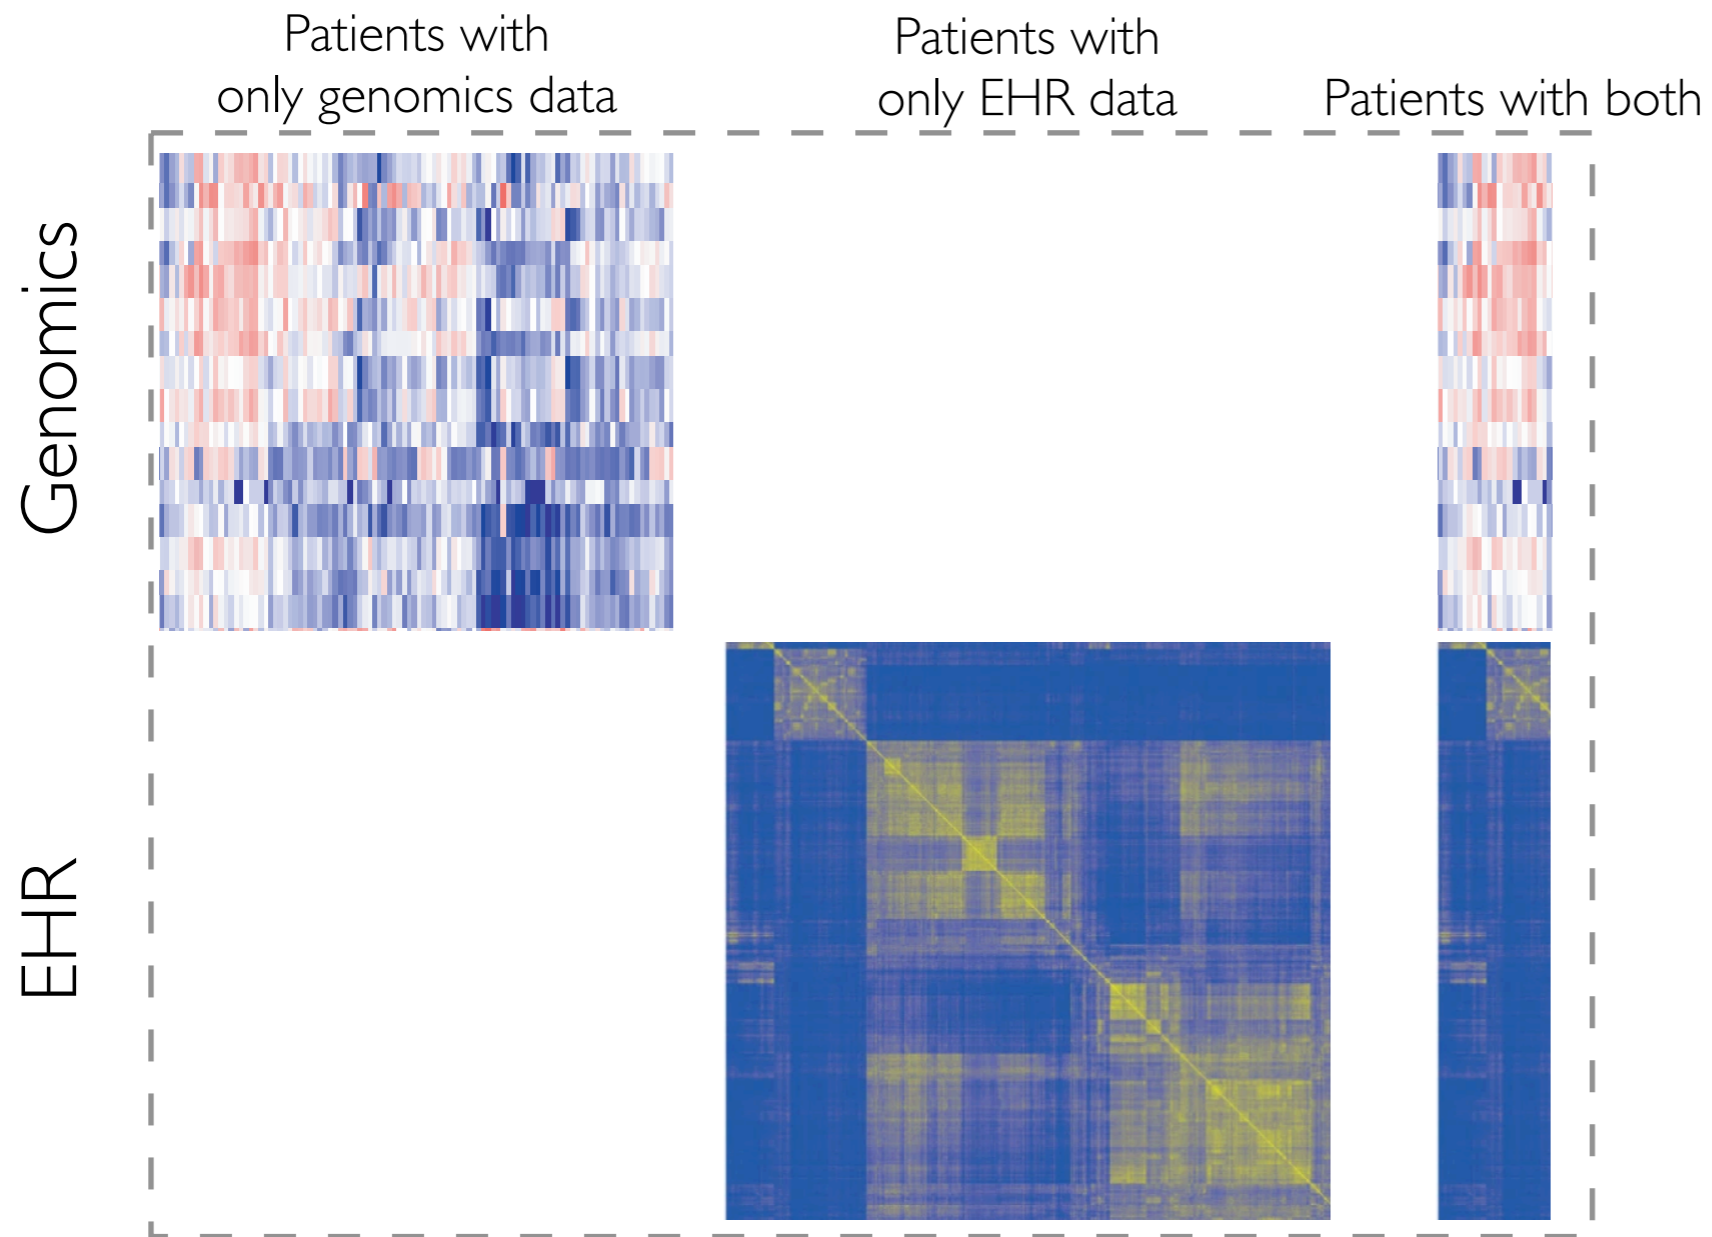 Patients with
only genomics data
Patients with
only EHR data
Patients with both
Genomics
EHR